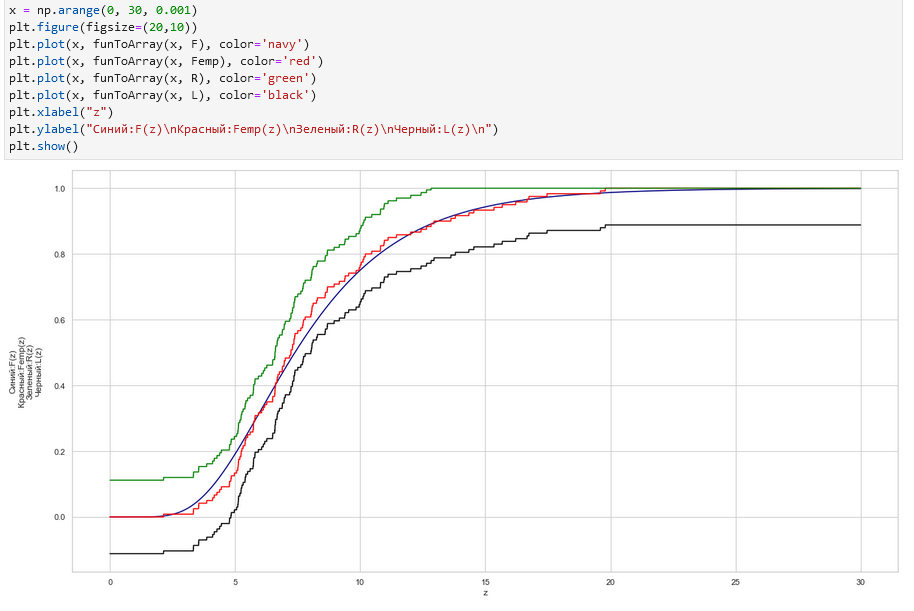 x = np.arange(0, 30, 0.001)
plt.figure(figsize=(20,10))
plt.plot(x, funToArray(x, F), color='navy')
plt.plot(x, funToArray(x, Femp), color='red')
plt.plot(x, funToArray(x, R), color='green')
plt.plot(x, funToArray(x, L), color='black')
plt.xlabel("z")
plt.ylabel("Синий:F(z)\nКрасный:Femp(z)\nЗеленый:R(z)\nЧерный:L(z)\n")
plt.show()
1.0
0.8
0.6
0.4
0.2
0.0
Синий:F(z)
Красный:Femp(z)
Зеленый:R(z)
Черный:L(z)
0 5 10 15 20 25 30
z